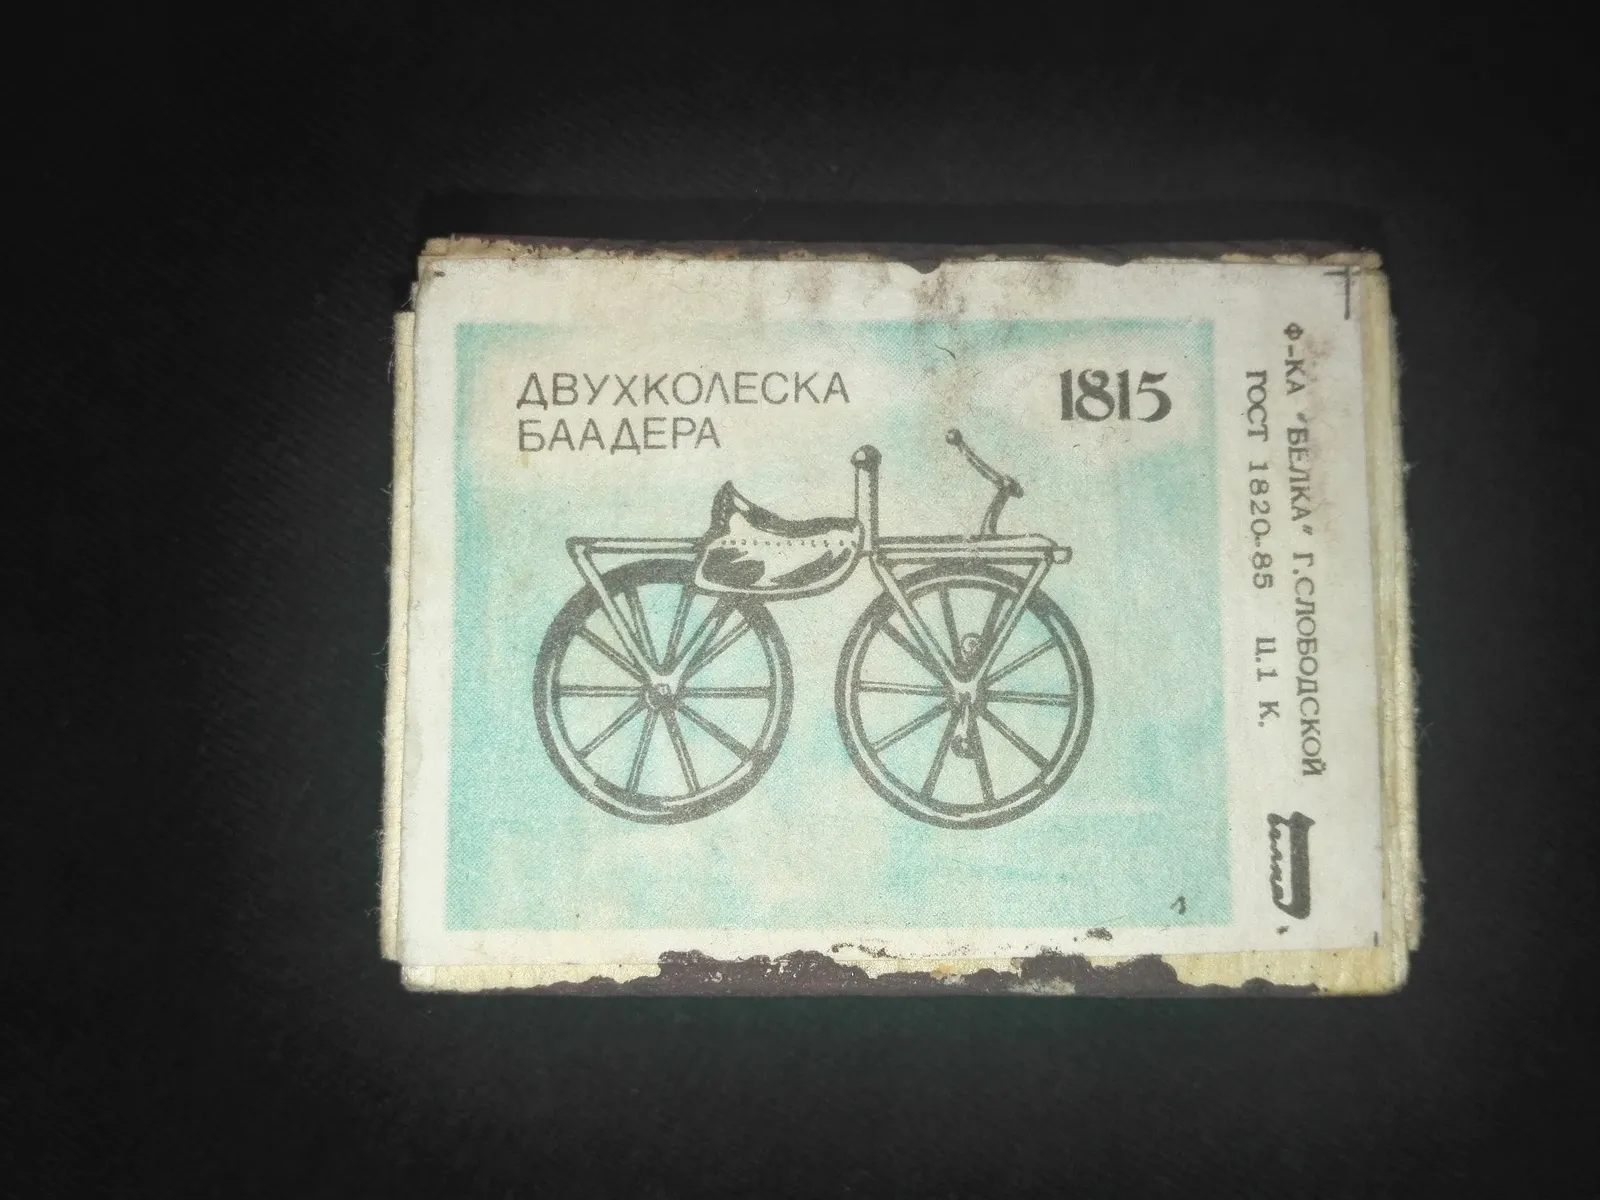 ДВУХКОЛЕСКА
БААДЕРА
1815
Ф-КА "БЕЛКА" Г.СЛОБОДСКОЙ
ГОСТ 1820-85 Ц.1 К.